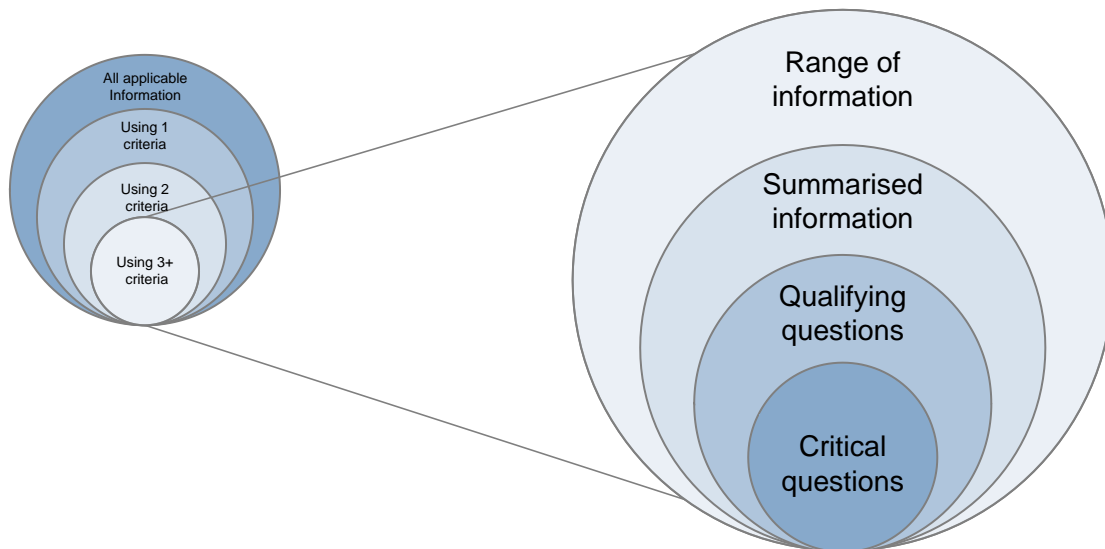 All applicable
Information
Using 1
criteria
Using 2
criteria
Using 3+
criteria
Range of
information
Summarised
information
Qualifying
questions
Critical
questions